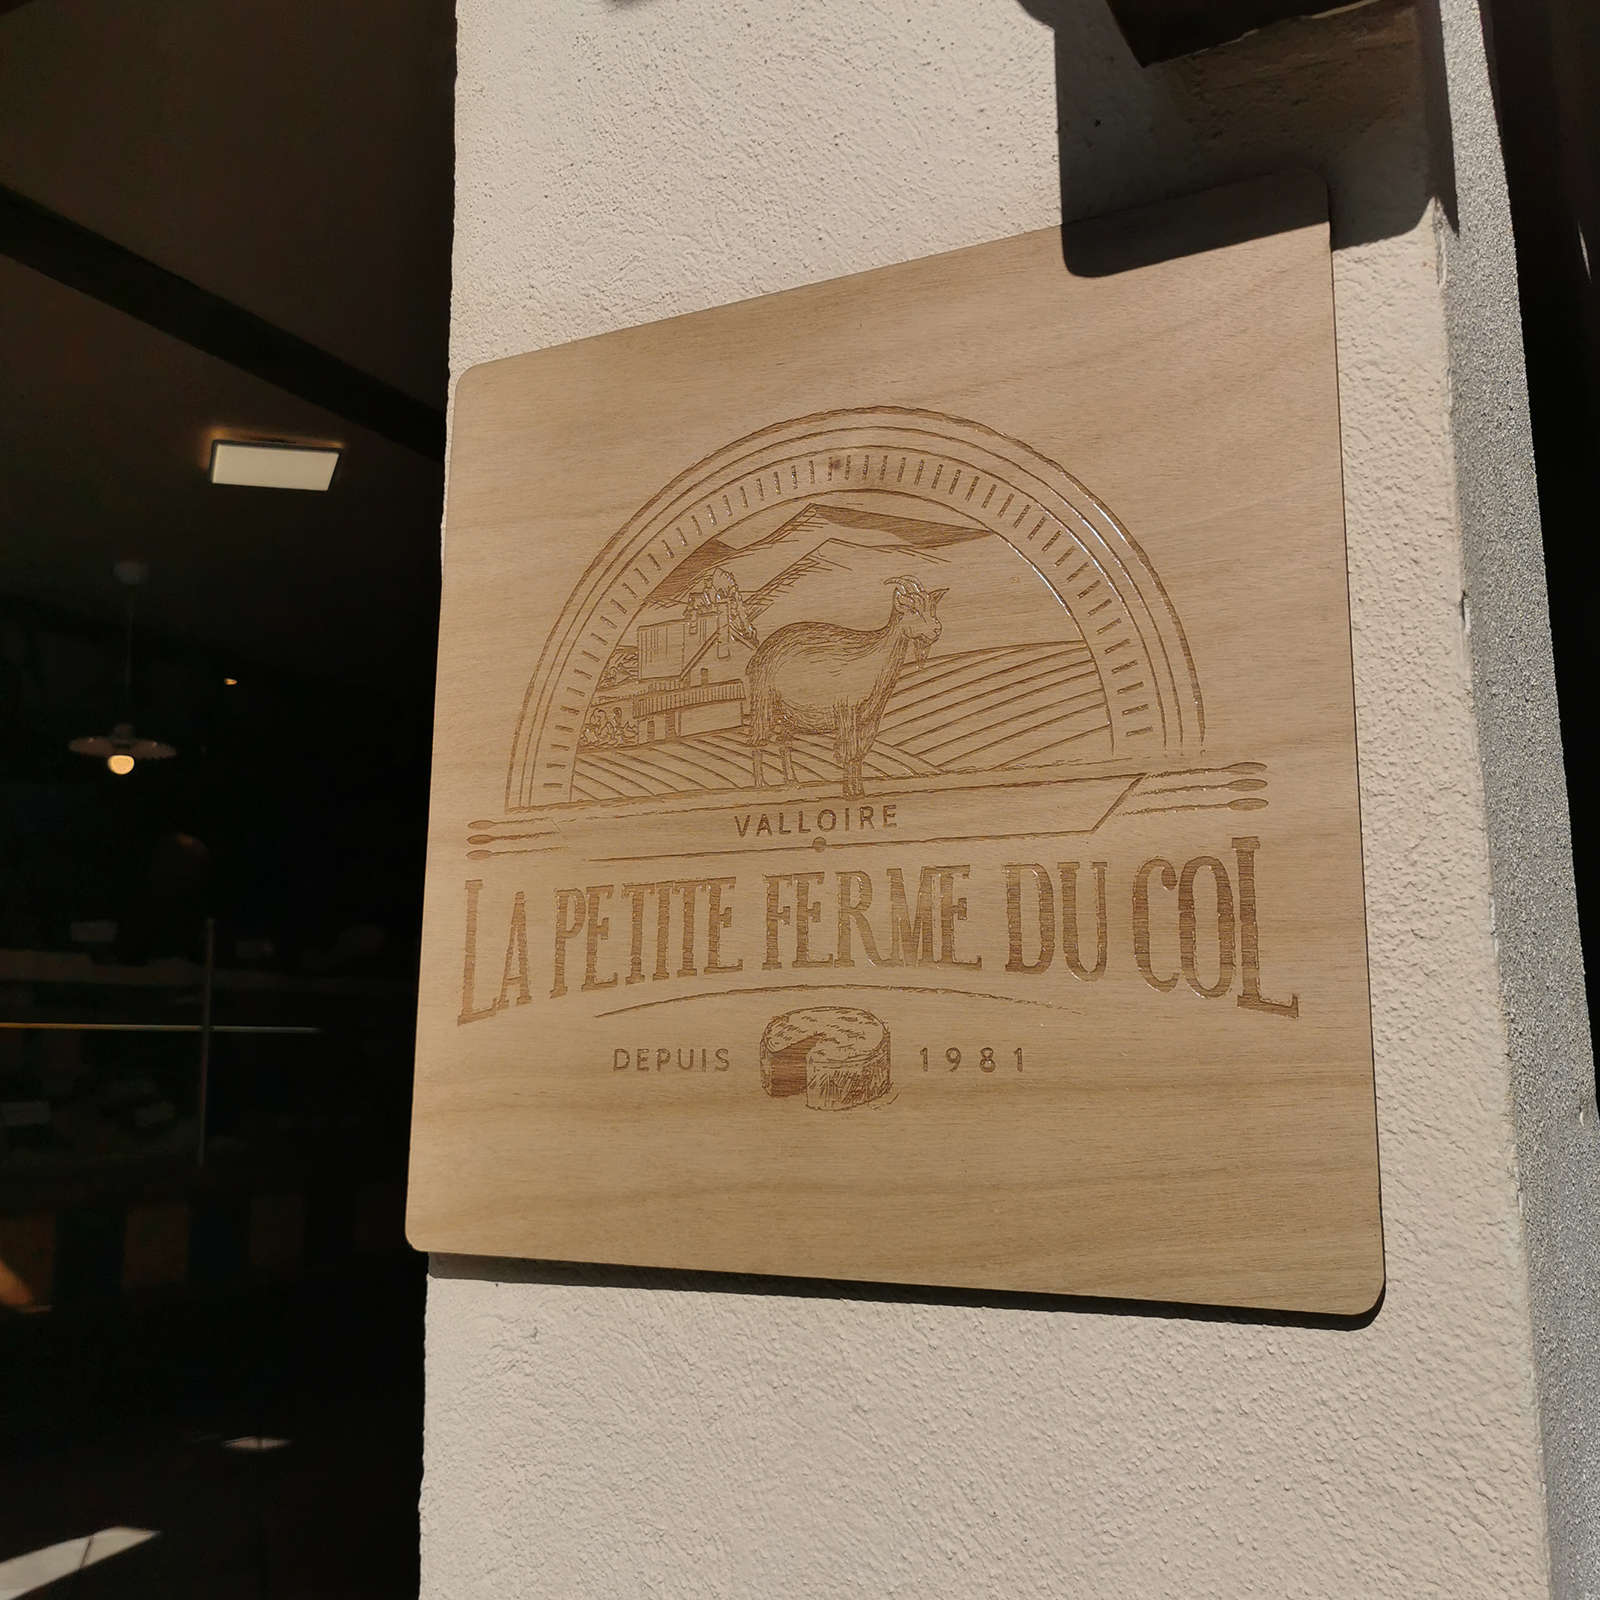 VALLOIRE
LA PETITE FERME DU COL
DEPUIS 1981